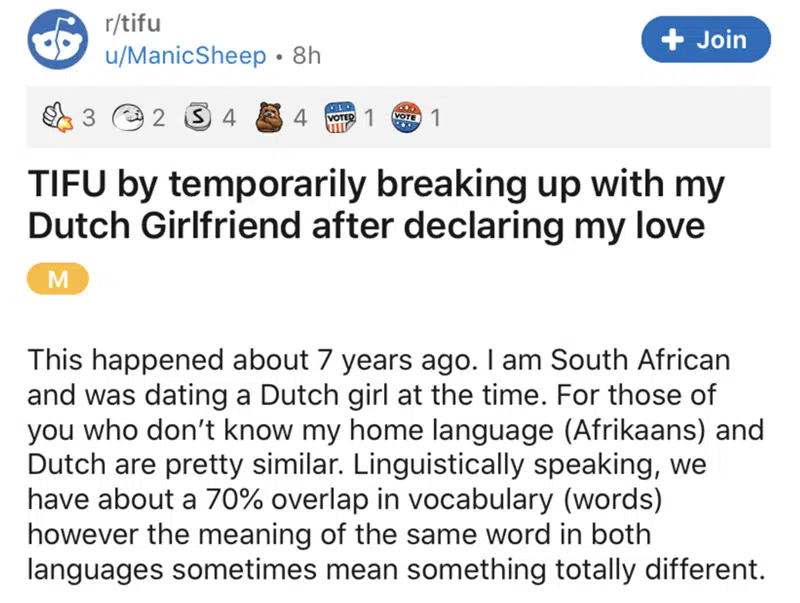 r/tifu
u/ManicSheep • 8h
+ Join
3 2 S 4 4 VOTED 1 VOTE 1
TIFU by temporarily breaking up with my
Dutch Girlfriend after declaring my love
M
This happened about 7 years ago. I am South African
and was dating a Dutch girl at the time. For those of
you who don’t know my home language (Afrikaans) and
Dutch are pretty similar. Linguistically speaking, we
have about a 70% overlap in vocabulary (words)
however the meaning of the same word in both
languages sometimes mean something totally different.